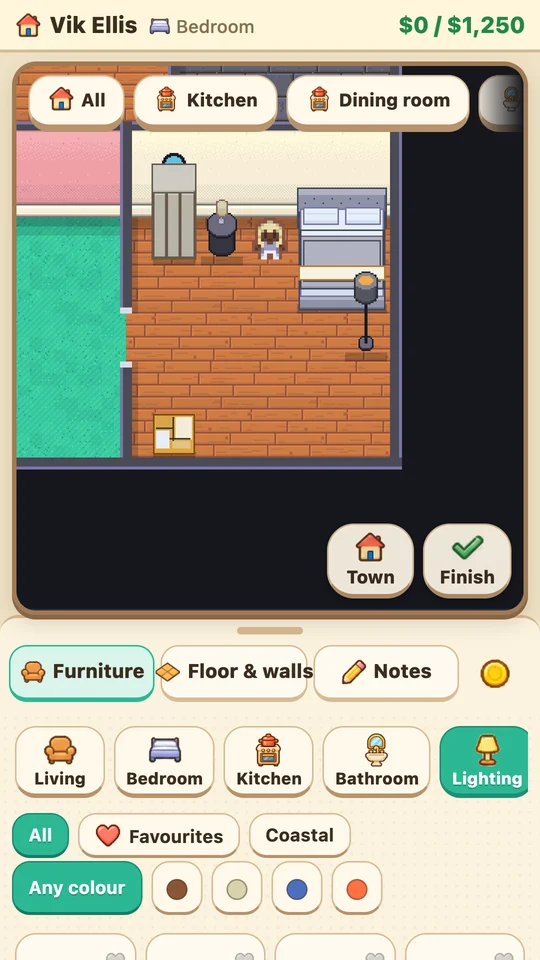 Vik Ellis Bedroom $0 / $1,250
All Kitchen Dining room
Town Finish
Furniture Floor & walls Notes
Living Bedroom Kitchen Bathroom Lighting
All Favourites Coastal
Any colour